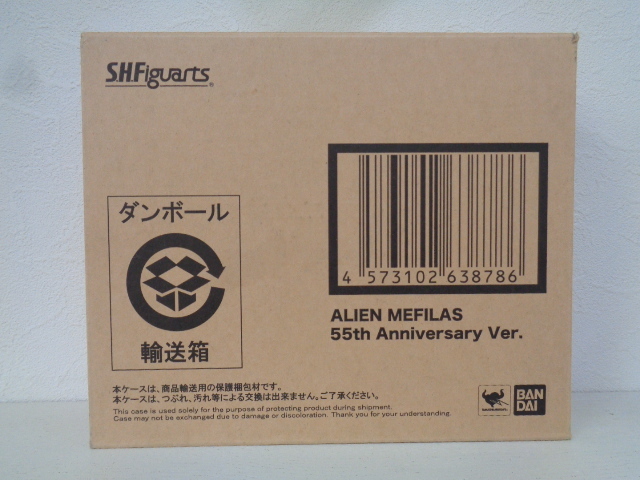 S.H.Figuarts
ダンボール
輸送箱
4 573102 638786
ALIEN MEFILAS
55th Anniversary Ver.
本ケースは、商品輸送用の保護梱包材です。
本ケースは、つぶれ、汚れ等による交換は出来ません。ご了承ください。
This case is used solely for the purpose of protecting product during shipment.
Case may not be exchanged due to damage or discoloration. Thank you for your understanding.
BAN
DAI